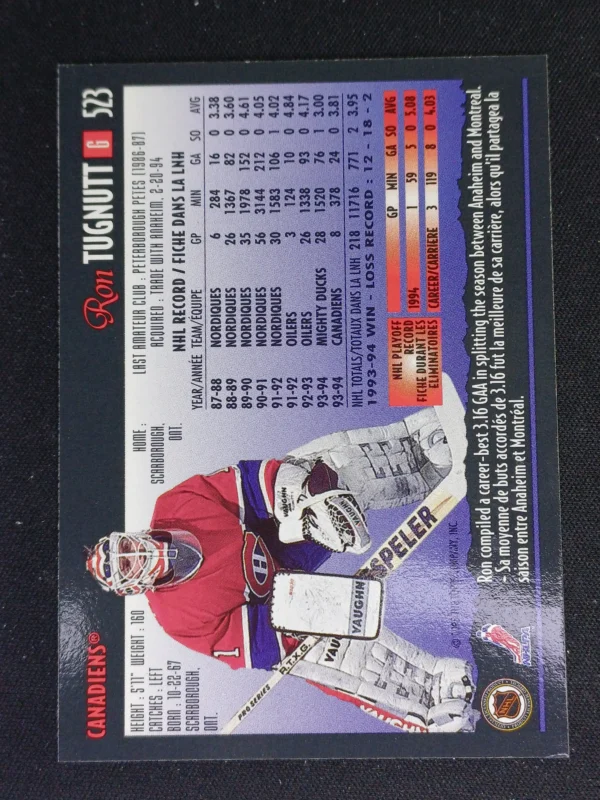 CANADIENS®
Ron TUGNUTT G 523
HEIGHT : 5'11" WEIGHT : 160
CATCHES : LEFT
BORN : 10-22-67
SCARBOROUGH,
ONT.
HOME :
SCARBOROUGH,
ONT.
LAST AMATEUR CLUB : PETERBOROUGH PETES (1986-87)
ACQUIRED : TRADE WITH ANAHEIM, 2-20-94
NHL RECORD / FICHE DANS LA LNH
YEAR/ANNÉE TEAM/ÉQUIPE GP MIN GA SO AVG
87-88 NORDIQUES 6 284 16 0 3.38
88-89 NORDIQUES 26 1367 82 0 3.60
89-90 NORDIQUES 35 1978 152 0 4.61
90-91 NORDIQUES 56 3144 212 0 4.05
91-92 NORDIQUES 30 1583 106 1 4.02
91-92 OILERS 3 124 10 0 4.84
92-93 OILERS 26 1338 93 0 4.17
93-94 MIGHTY DUCKS 28 1520 76 1 3.00
93-94 CANADIENS 8 378 24 0 3.81
NHL TOTALS/TOTAUX DANS LA LNH 218 11716 771 2 3.95
1993-94 WIN - LOSS RECORD : 12 - 18 - 2
NHL PLAYOFF
RECORD
FICHE DURANT LES
ÉLIMINATOIRES
GP MIN GA SO AVG
1994 1 59 5 0 5.08
CAREER/CARRIÈRE 3 119 8 0 4.03
1
VAUGHN
VAUGHN
PRO SERIES R.T.X.G. ESPELER
VAU
VAUGHN
Ron compiled a career-best 3.16 GAA in splitting the season between Anaheim and Montreal.
- Sa moyenne de buts accordés de 3.16 fut la meilleure de sa carrière, alors qu'il partagea la
saison entre Anaheim et Montréal.
NHLPA
NHL